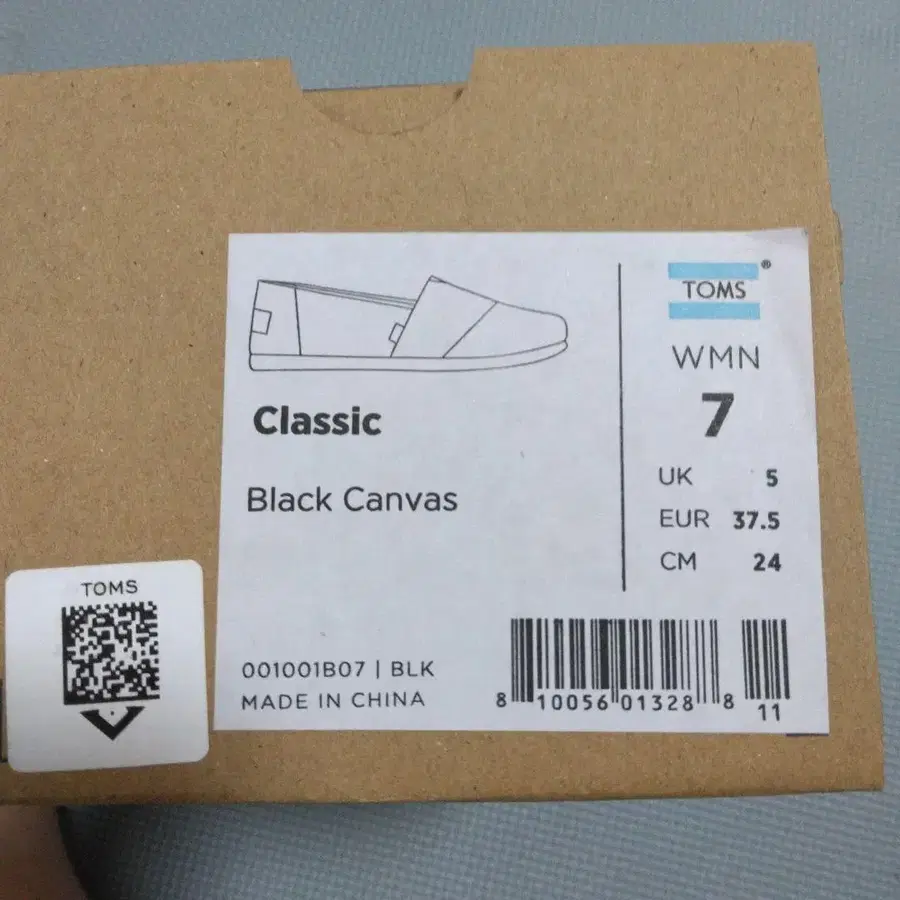 Classic
Black Canvas
001001B07 | BLK
MADE IN CHINA
TOMS®
WMN
7
UK 5
EUR 37.5
CM 24
8 10056 01328 8 11
TOMS